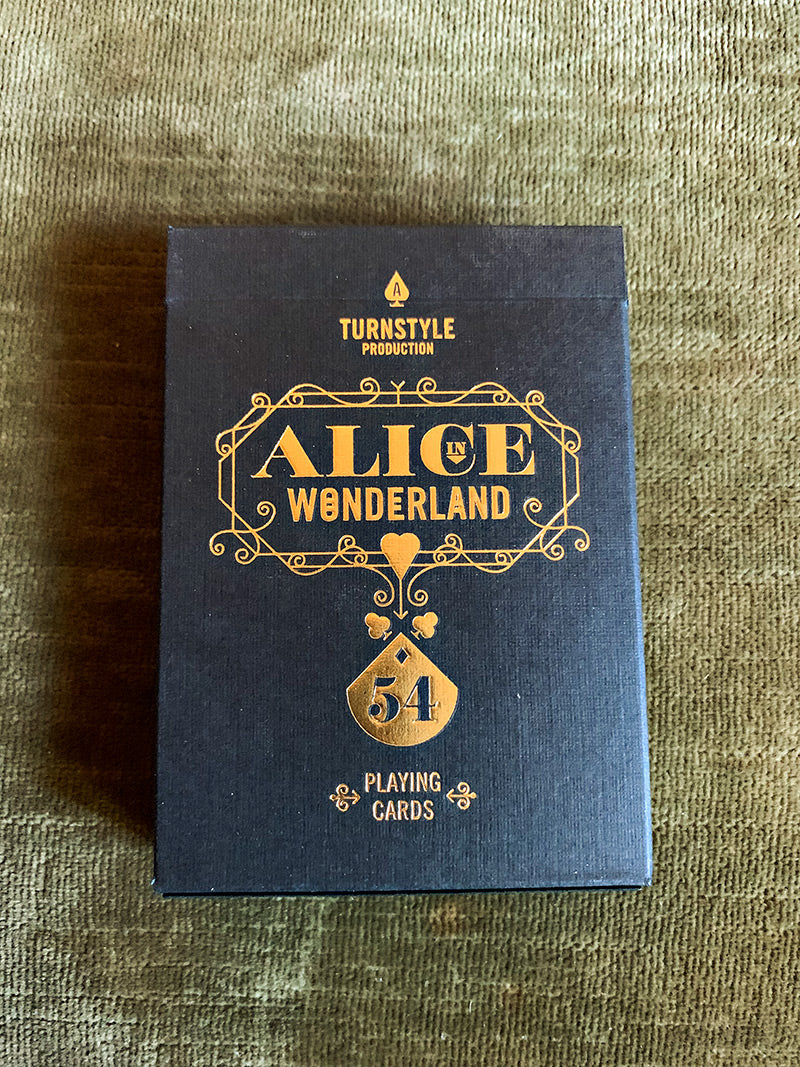 A
TURNSTYLE
PRODUCTION
ALICE
IN
WONDERLAND
54
PLAYING
CARDS